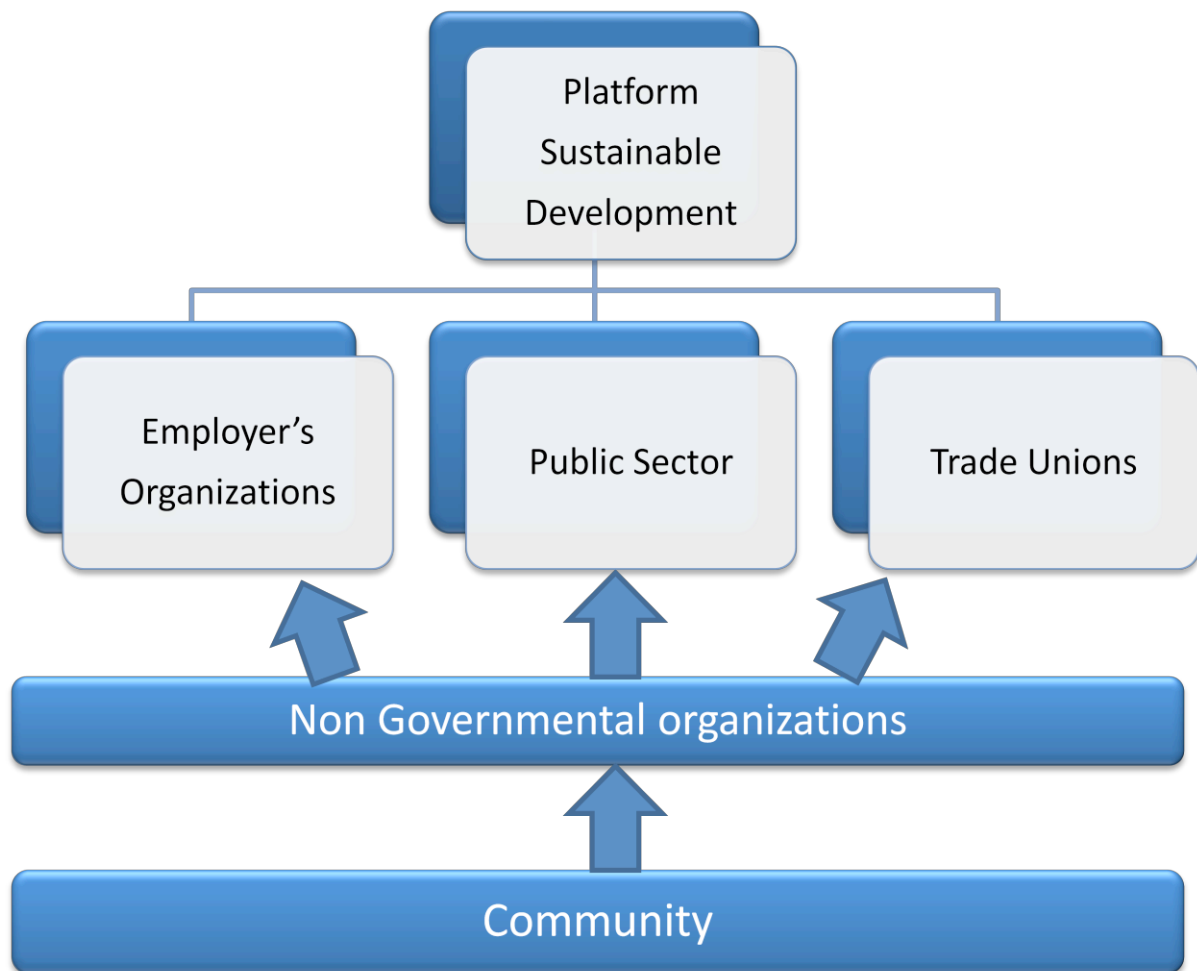 Platform
Sustainable
Development
Employer’s
Organizations
Public Sector
Trade Unions
Non Governmental organizations
Community